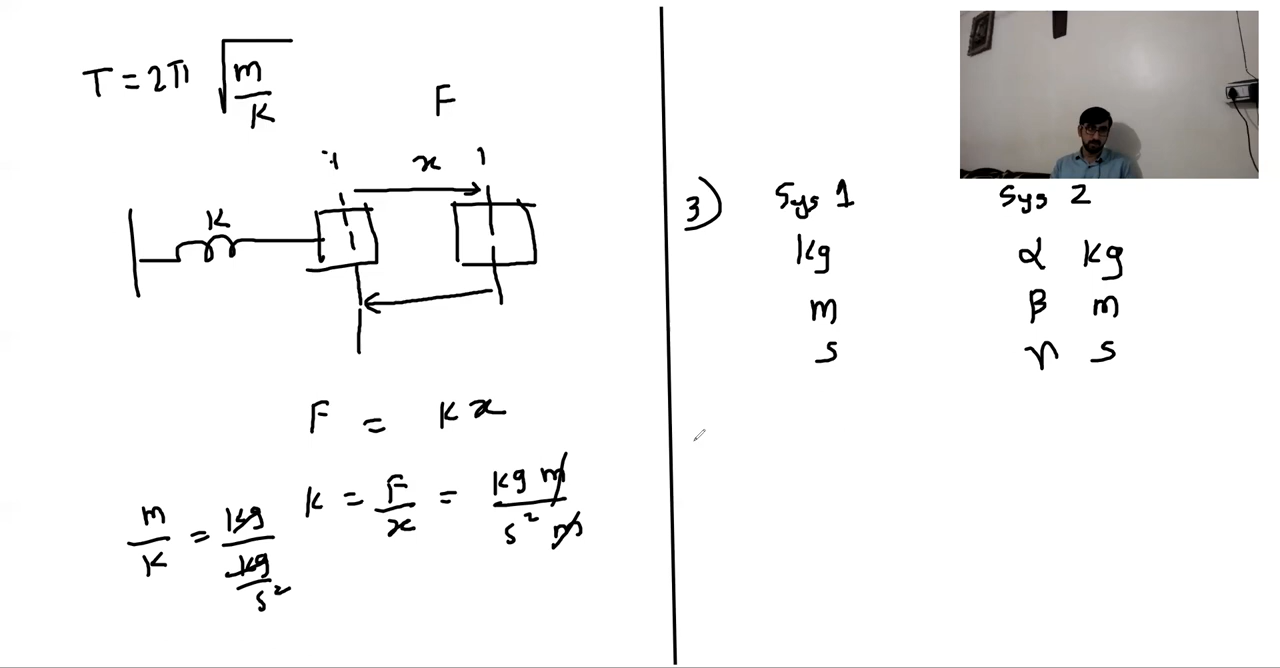 T = 2π √(m/K)
F
x
K
F = K x
k = F/x = kg m / s² m
m/K = kg / (kg/s²)
3) Sys 1 Sys 2
kg α kg
m β m
s γ s